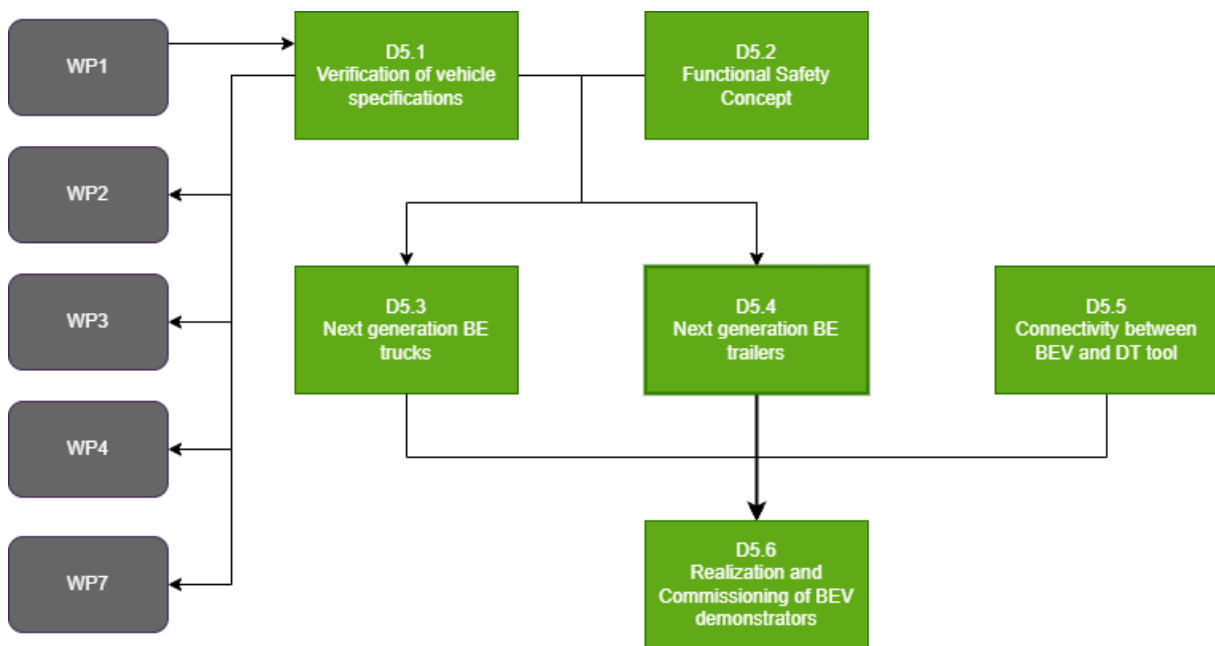 WP1
D5.1
Verification of vehicle
specifications
D5.2
Functional Safety
Concept
WP2
WP3
D5.3
Next generation BE
trucks
D5.4
Next generation BE
trailers
D5.5
Connectivity between
BEV and DT tool
WP4
WP7
D5.6
Realization and
Commissioning of BEV
demonstrators